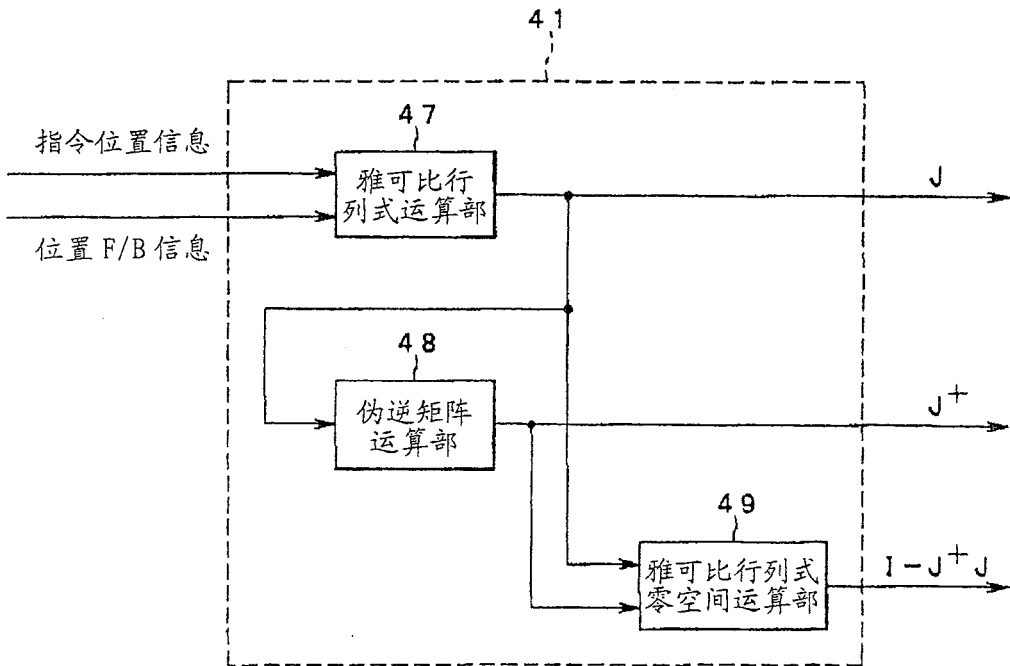 41
47
指令位置信息
雅可比行
列式运算部
J
位置 F/B 信息
48
伪逆矩阵
运算部
J+
49
雅可比行列式
零空间运算部
I-J+J